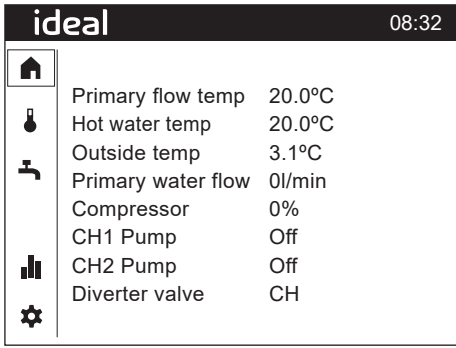 ideal 08:32
Primary flow temp 20.0ºC
Hot water temp 20.0ºC
Outside temp 3.1ºC
Primary water flow 0l/min
Compressor 0%
CH1 Pump Off
CH2 Pump Off
Diverter valve CH